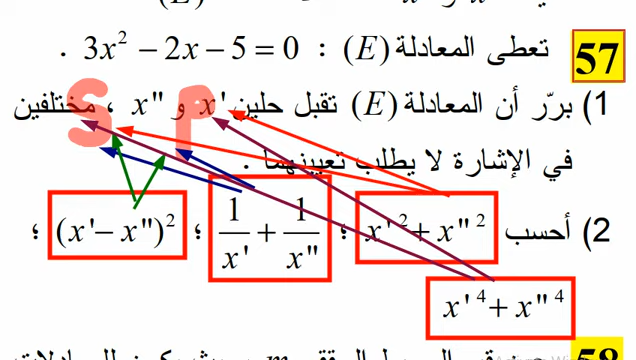 57 تعطى المعادلة (E) : 3x² − 2x − 5 = 0 .
1) برّر أن المعادلة (E) تقبل حلين x' و x" ، مختلفين
S P
في الإشارة لا يطلب تعيينهما .
2) أحسب x'² + x"² ؛ 1/x' + 1/x" ؛ (x' − x")² ؛
x'⁴ + x"⁴
58